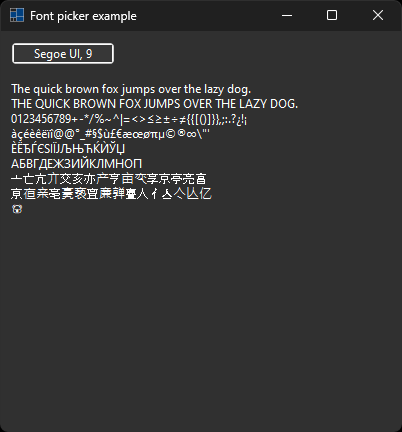 Font picker example
Segoe UI, 9
The quick brown fox jumps over the lazy dog.
THE QUICK BROWN FOX JUMPS OVER THE LAZY DOG.
0123456789+-*/%~^|=<>≤≥±÷≠{{[()]}},;:.?¿!¡
àçéèêëïî@@°_#§$ù£€æœøπµ©®∞\"'
ЀЁЂЃЄЅІЇЈЉЊЋЌЍЎЏ
АБВГДЕЖЗИЙКЛМНОП
亠亡亢亣交亥亦产亨亩亪享京亭亮亯
亰亱亲亳亴亵亶亷亸亹人亻亼亽亾亿
🐨